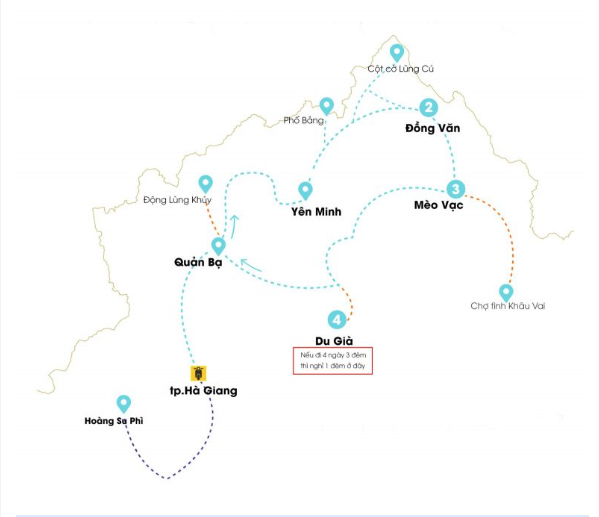 Cột cờ Lũng Cú
2
Phố Bảng
Đồng Văn
3
Động Lùng Khúy
Yên Minh
Mèo Vạc
Quản Bạ
Chợ tình Khâu Vai
4
Du Già
Nếu đi 4 ngày 3 đêm
thì nghỉ 1 đêm ở đây
tp.Hà Giang
Hoàng Su Phì